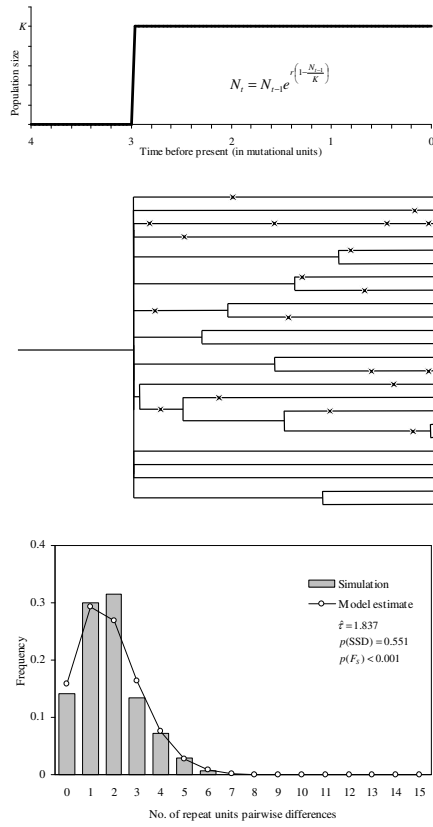 K
Population size
N_t = N_{t-1}e^{r(1-\frac{N_{t-1}}{K})}
4 3 2 1 0
Time before present (in mutational units)
0.4
0.3
0.2
0.1
0
Frequency
Simulation
Model estimate
τ̂ = 1.837
p(SSD) = 0.551
p(F_S) < 0.001
0 1 2 3 4 5 6 7 8 9 10 11 12 13 14 15
No. of repeat units pairwise differences